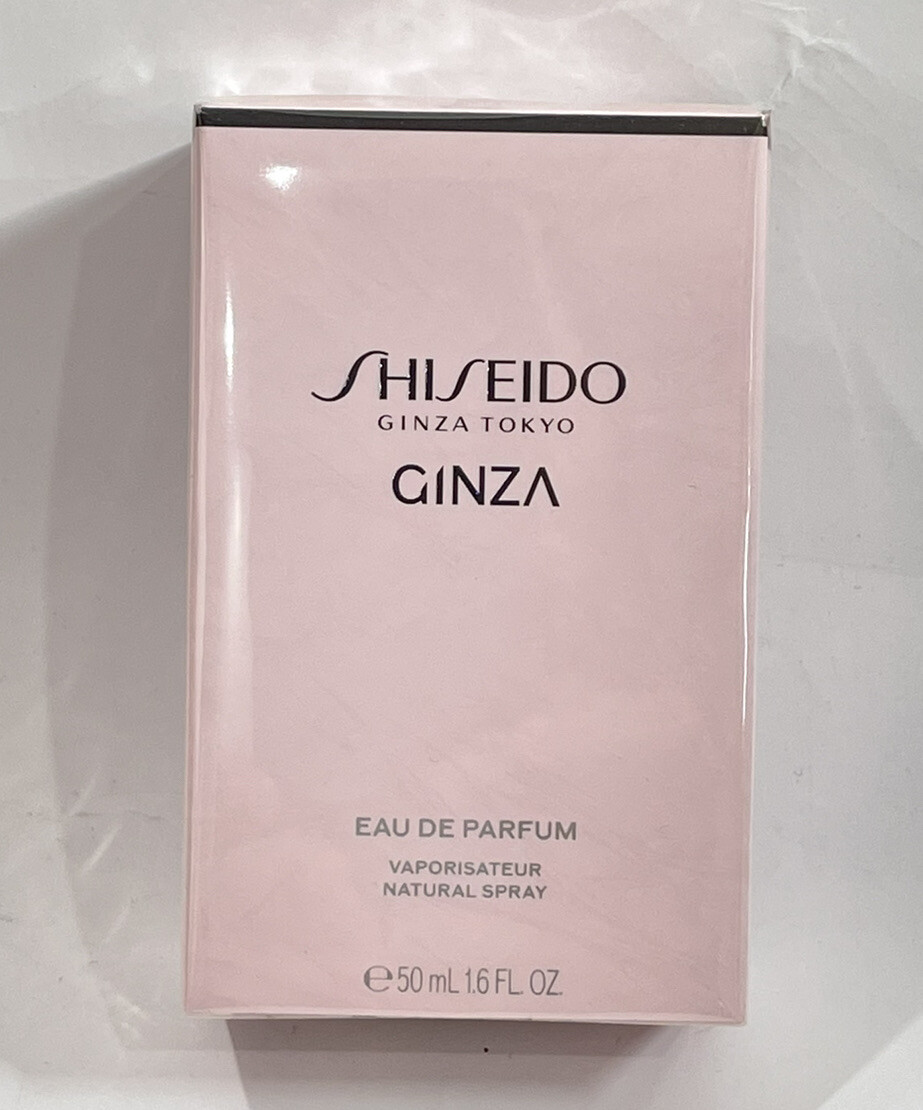 SHISEIDO
GINZA TOKYO
GINZA
EAU DE PARFUM
VAPORISATEUR
NATURAL SPRAY
℮50 mL 1.6 FL. OZ.